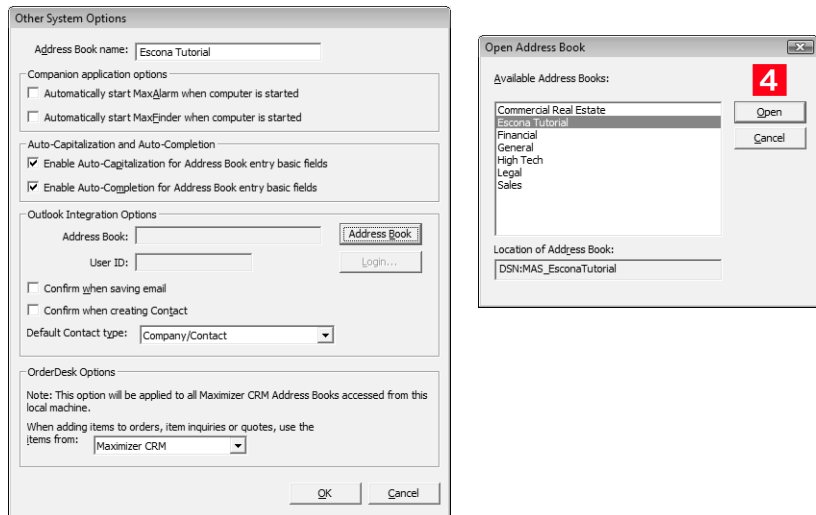 Other System Options
Address Book name: Escona Tutorial
Companion application options
Automatically start MaxAlarm when computer is started
Automatically start MaxFinder when computer is started
Auto-Capitalization and Auto-Completion
Enable Auto-Capitalization for Address Book entry basic fields
Enable Auto-Completion for Address Book entry basic fields
Outlook Integration Options
Address Book: Address Book
User ID: Login...
Confirm when saving email
Confirm when creating Contact
Default Contact type: Company/Contact
OrderDesk Options
Note: This option will be applied to all Maximizer CRM Address Books accessed from this
local machine.
When adding items to orders, item inquiries or quotes, use the
items from: Maximizer CRM
OK Cancel
Open Address Book
Available Address Books:
4
Commercial Real Estate
Open
Escona Tutorial
Financial
Cancel
General
High Tech
Legal
Sales
Location of Address Book:
DSN:MAS_EsconaTutorial